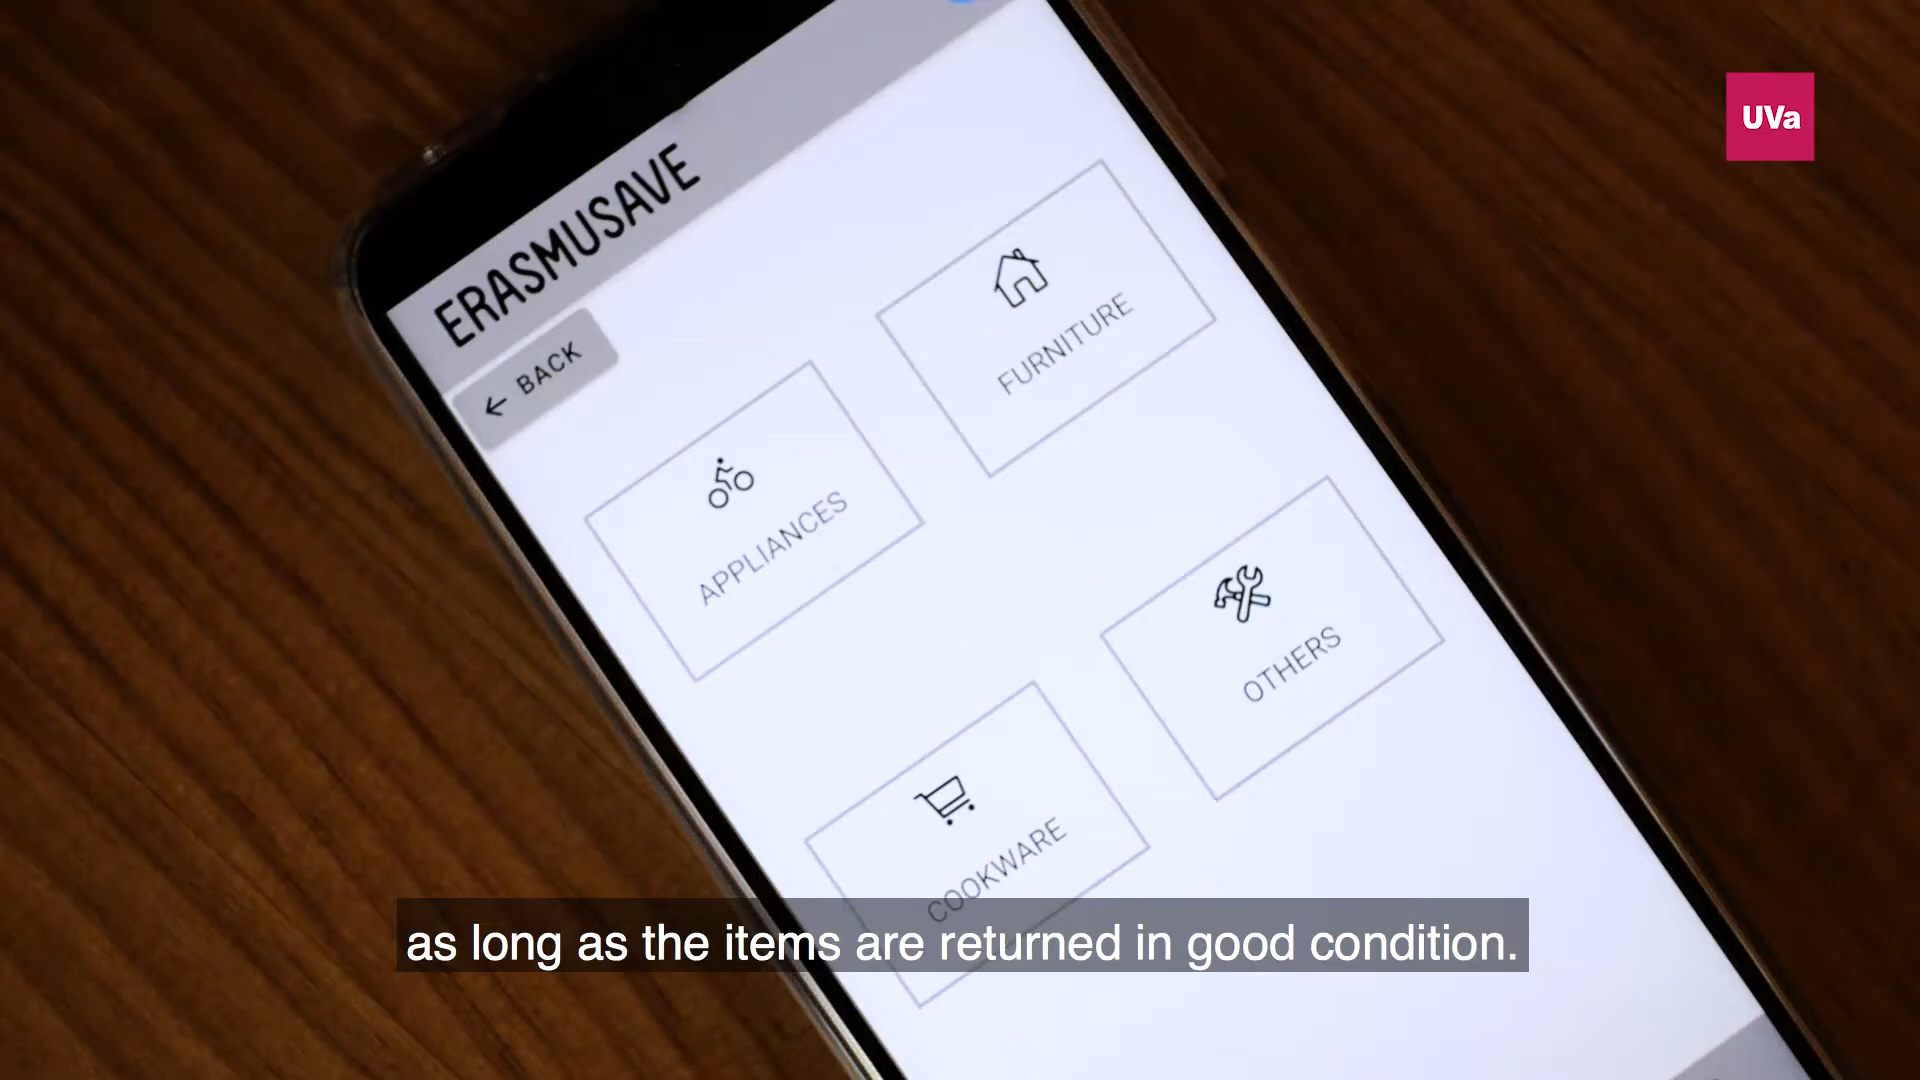 UVa
ERASMUSAVE
← BACK
APPLIANCES
FURNITURE
COOKWARE
OTHERS
as long as the items are returned in good condition.